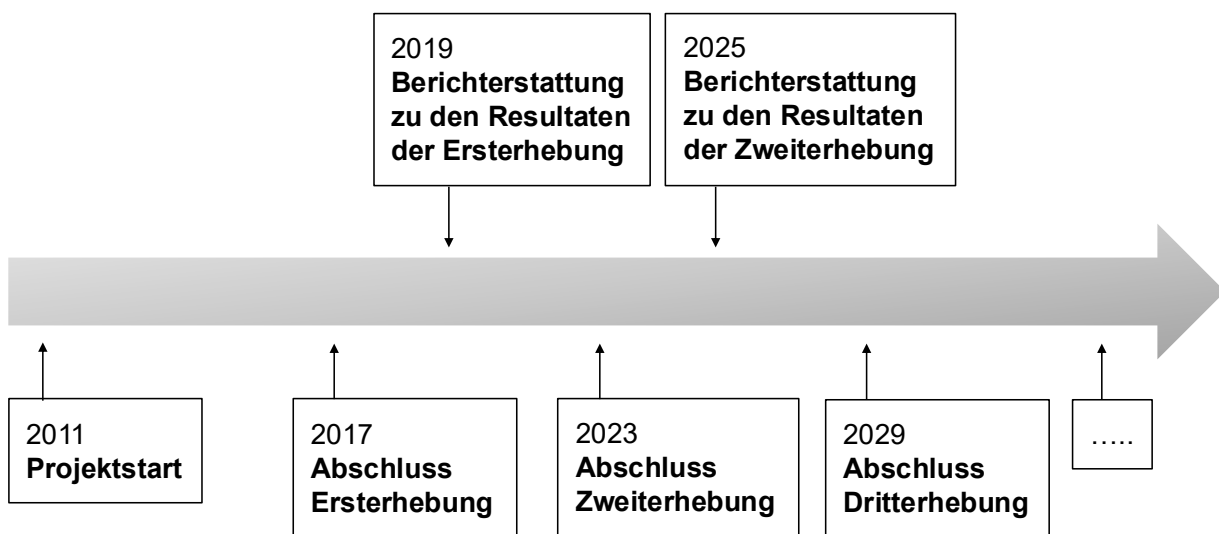 2019
Berichterstattung
zu den Resultaten
der Ersterhebung
2025
Berichterstattung
zu den Resultaten
der Zweiterhebung
2011
Projektstart
2017
Abschluss
Ersterhebung
2023
Abschluss
Zweiterhebung
2029
Abschluss
Dritterhebung
…..